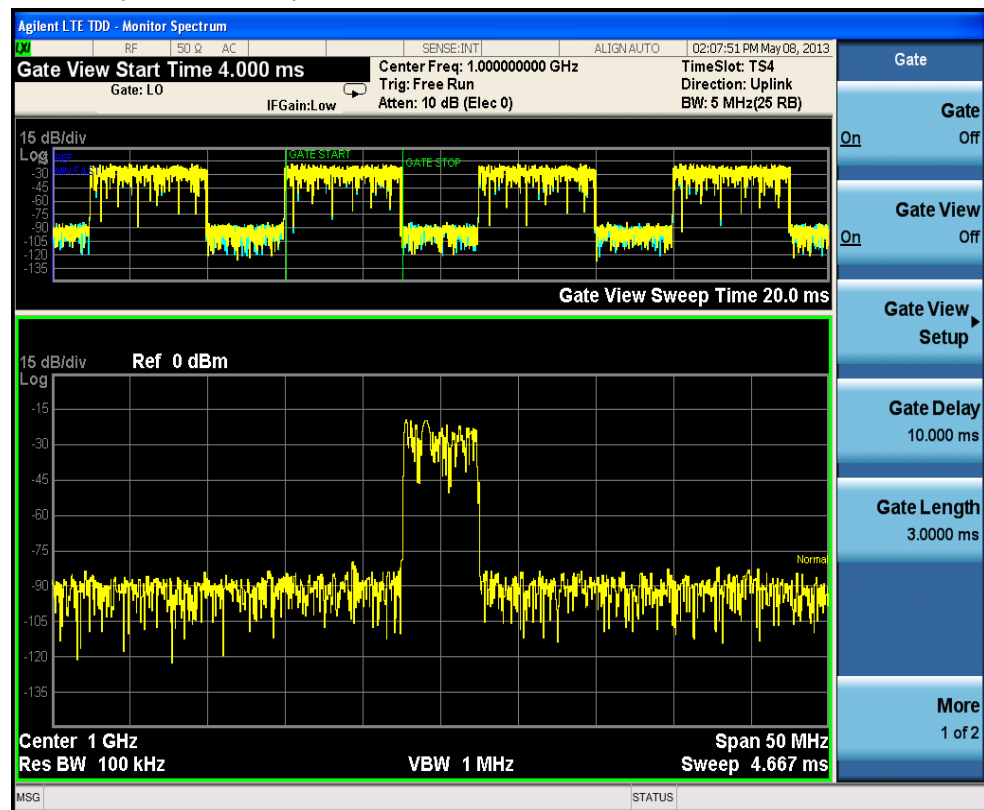 Agilent LTE TDD - Monitor Spectrum
LXI RF 50 Ω AC SENSE:INT ALIGN AUTO 02:07:51 PM May 08, 2013
Gate View Start Time 4.000 ms
Gate: LO
IFGain:Low
Center Freq: 1.000000000 GHz
Trig: Free Run
Atten: 10 dB (Elec 0)
TimeSlot: TS4
Direction: Uplink
BW: 5 MHz(25 RB)
15 dB/div
Log
REF
MIN FAST
GATE START
GATE STOP
-30
-45
-60
-75
-90
-105
-120
-135
Gate View Sweep Time 20.0 ms
15 dB/div Ref 0 dBm
Log
-15
-30
-45
-60
-75
Normal
-90
-105
-120
-135
Center 1 GHz Span 50 MHz
Res BW 100 kHz VBW 1 MHz Sweep 4.667 ms
MSG STATUS
Gate
Gate
On Off
Gate View
On Off
Gate View
Setup
Gate Delay
10.000 ms
Gate Length
3.0000 ms
More
1 of 2